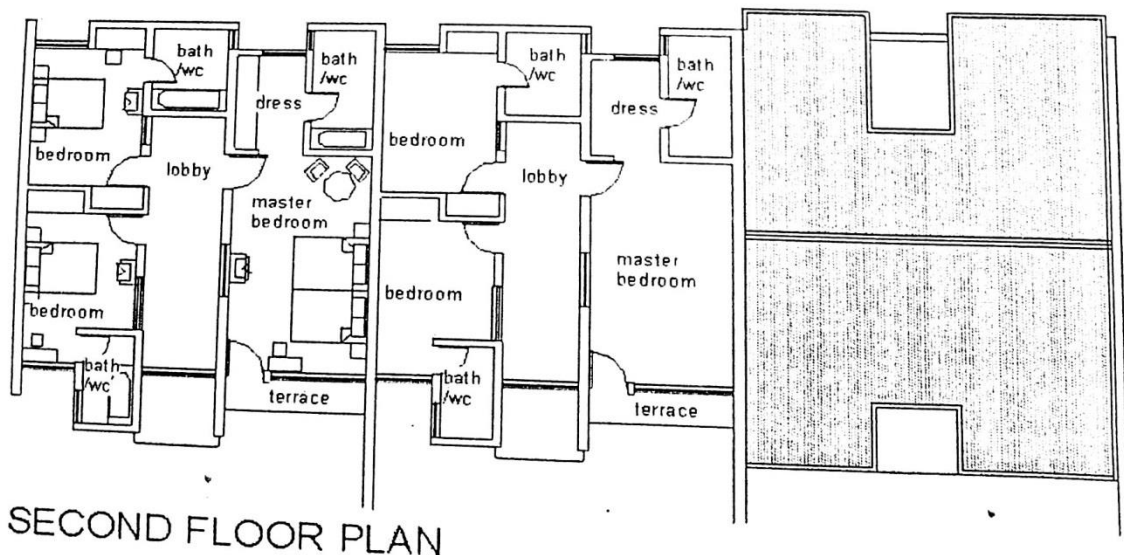 bath
/wc
bath
/wc
dress
bedroom
lobby
master
bedroom
bedroom
bath
/wc
terrace
bath
/wc
bath
/wc
dress
bedroom
lobby
master
bedroom
bedroom
bath
/wc
terrace
SECOND FLOOR PLAN